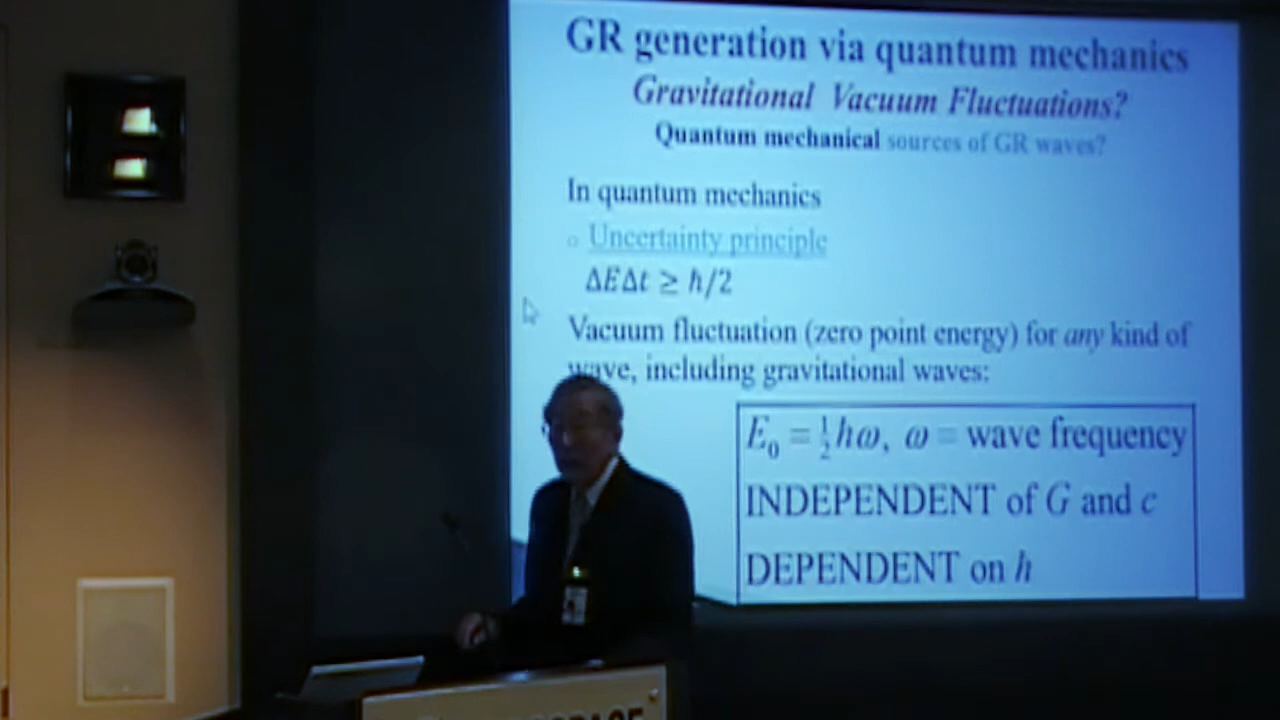 GR generation via quantum mechanics
Gravitational Vacuum Fluctuations?
Quantum mechanical sources of GR waves?
In quantum mechanics
○ Uncertainty principle
ΔEΔt ≥ ℏ/2
Vacuum fluctuation (zero point energy) for any kind of
wave, including gravitational waves:
E₀ = ½ℏω, ω = wave frequency
INDEPENDENT of G and c
DEPENDENT on ℏ